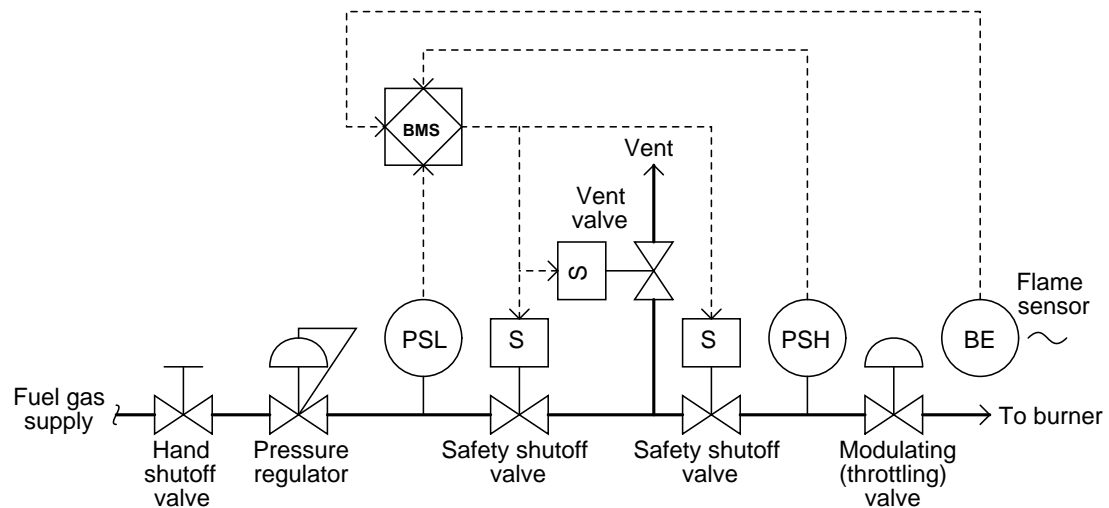 BMS
Vent
Vent
valve
S
Flame
sensor
PSL
S
S
PSH
BE
Fuel gas
supply
To burner
Hand
shutoff
valve
Pressure
regulator
Safety shutoff
valve
Safety shutoff
valve
Modulating
(throttling)
valve